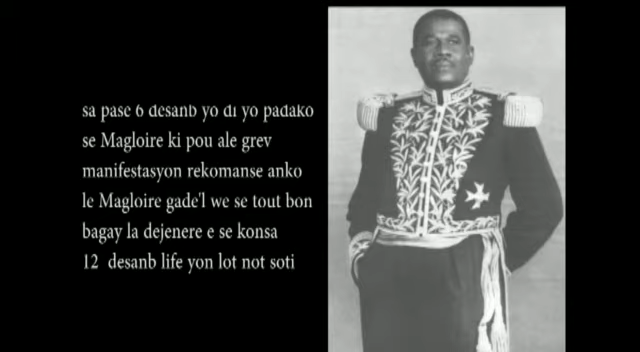 sa pase 6 desanb yo di yo padako
se Magloire ki pou ale grev
manifestasyon rekomanse anko
le Magloire gade'l we se tout bon
bagay la dejenere e se konsa
12 desanb life yon lot not soti